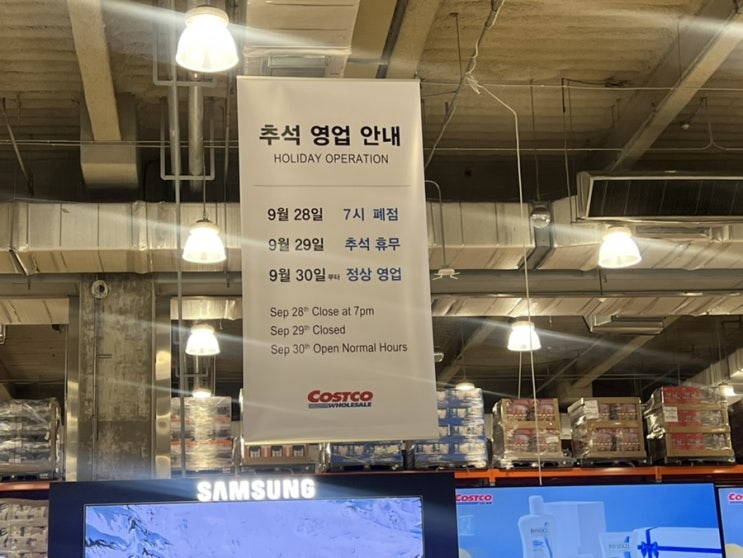 추석 영업 안내
HOLIDAY OPERATION
9월 28일 7시 폐점
9월 29일 추석 휴무
9월 30일부터 정상 영업
Sep 28th Close at 7pm
Sep 29th Closed
Sep 30th Open Normal Hours
COSTCO
WHOLESALE
SAMSUNG
COSTCO